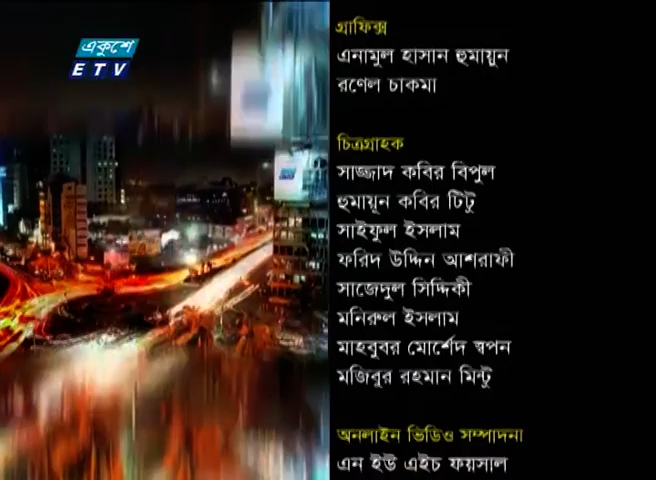 একুশে
ETV
গ্রাফিক্স
এনামুল হাসান হুমায়ুন
রণেল চাকমা
চিত্রগ্রাহক
সাজ্জাদ কবির বিপুল
হুমায়ূন কবির টিটু
সাইফুল ইসলাম
ফরিদ উদ্দিন আশরাফী
সাজেদুল সিদ্দিকী
মনিরুল ইসলাম
মাহবুবর মোর্শেদ স্বপন
মজিবুর রহমান মিন্টু
অনলাইন ভিডিও সম্পাদনা
এন ইউ এইচ ফয়সাল